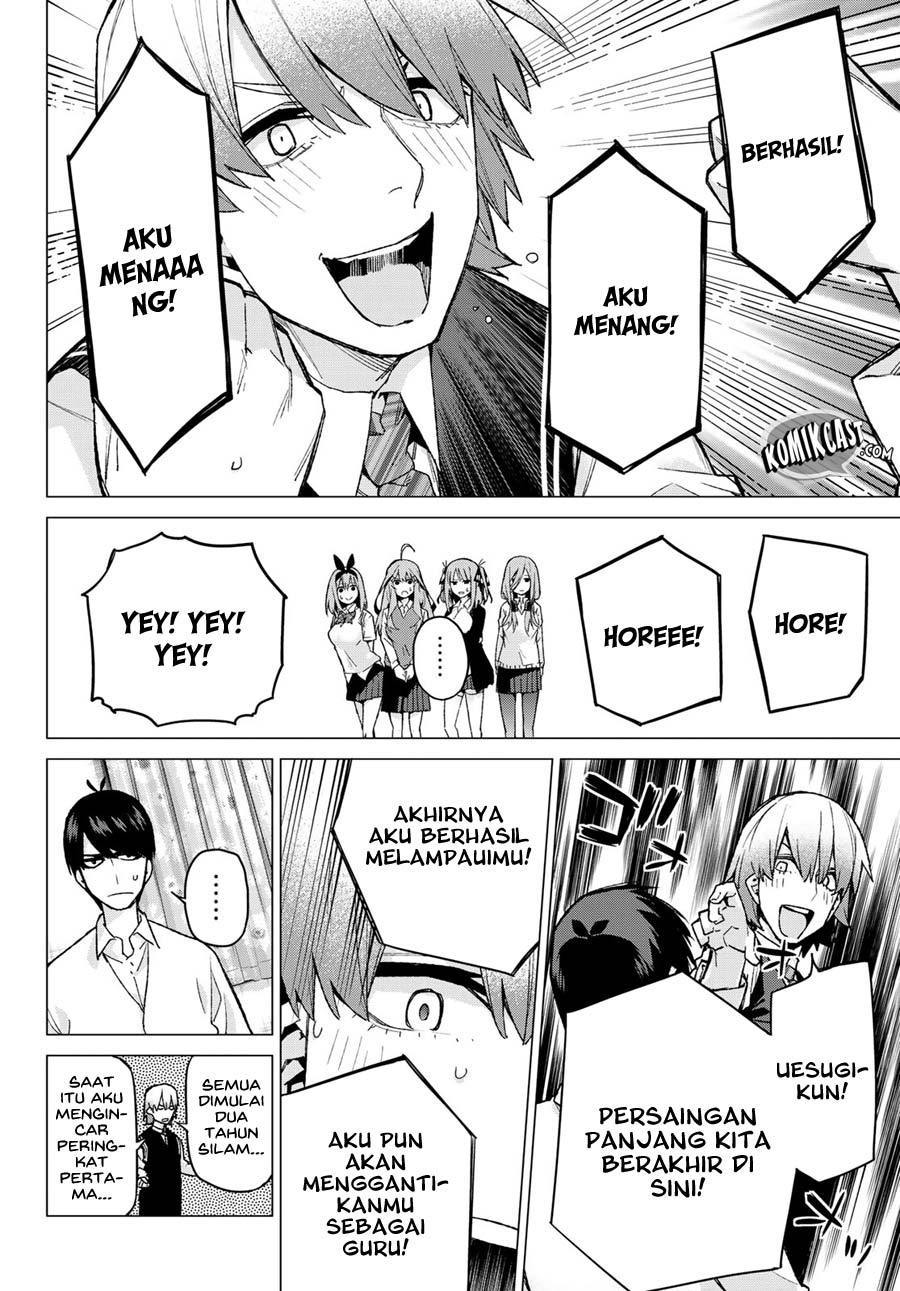 BERHASIL!
AKU
MENANG!
AKU
MENAAA
NG!
KOMIKCAST
.COM
HORE!
HOREEE!
......
YEY! YEY!
YEY!
ゴゴ
UESUGI-
KUN!
PERSAINGAN
PANJANG KITA
BERAKHIR DI
SINI!
AKHIRNYA
AKU BERHASIL
MELAMPAUIMU!
AKU PUN
AKAN
MENGGANTI-
KANMU
SEBAGAI
GURU!
......
SEMUA
DIMULAI
DUA
TAHUN
SILAM...
SAAT
ITU AKU
MENGIN-
CAR
PERING-
KAT
PERTA-
MA...